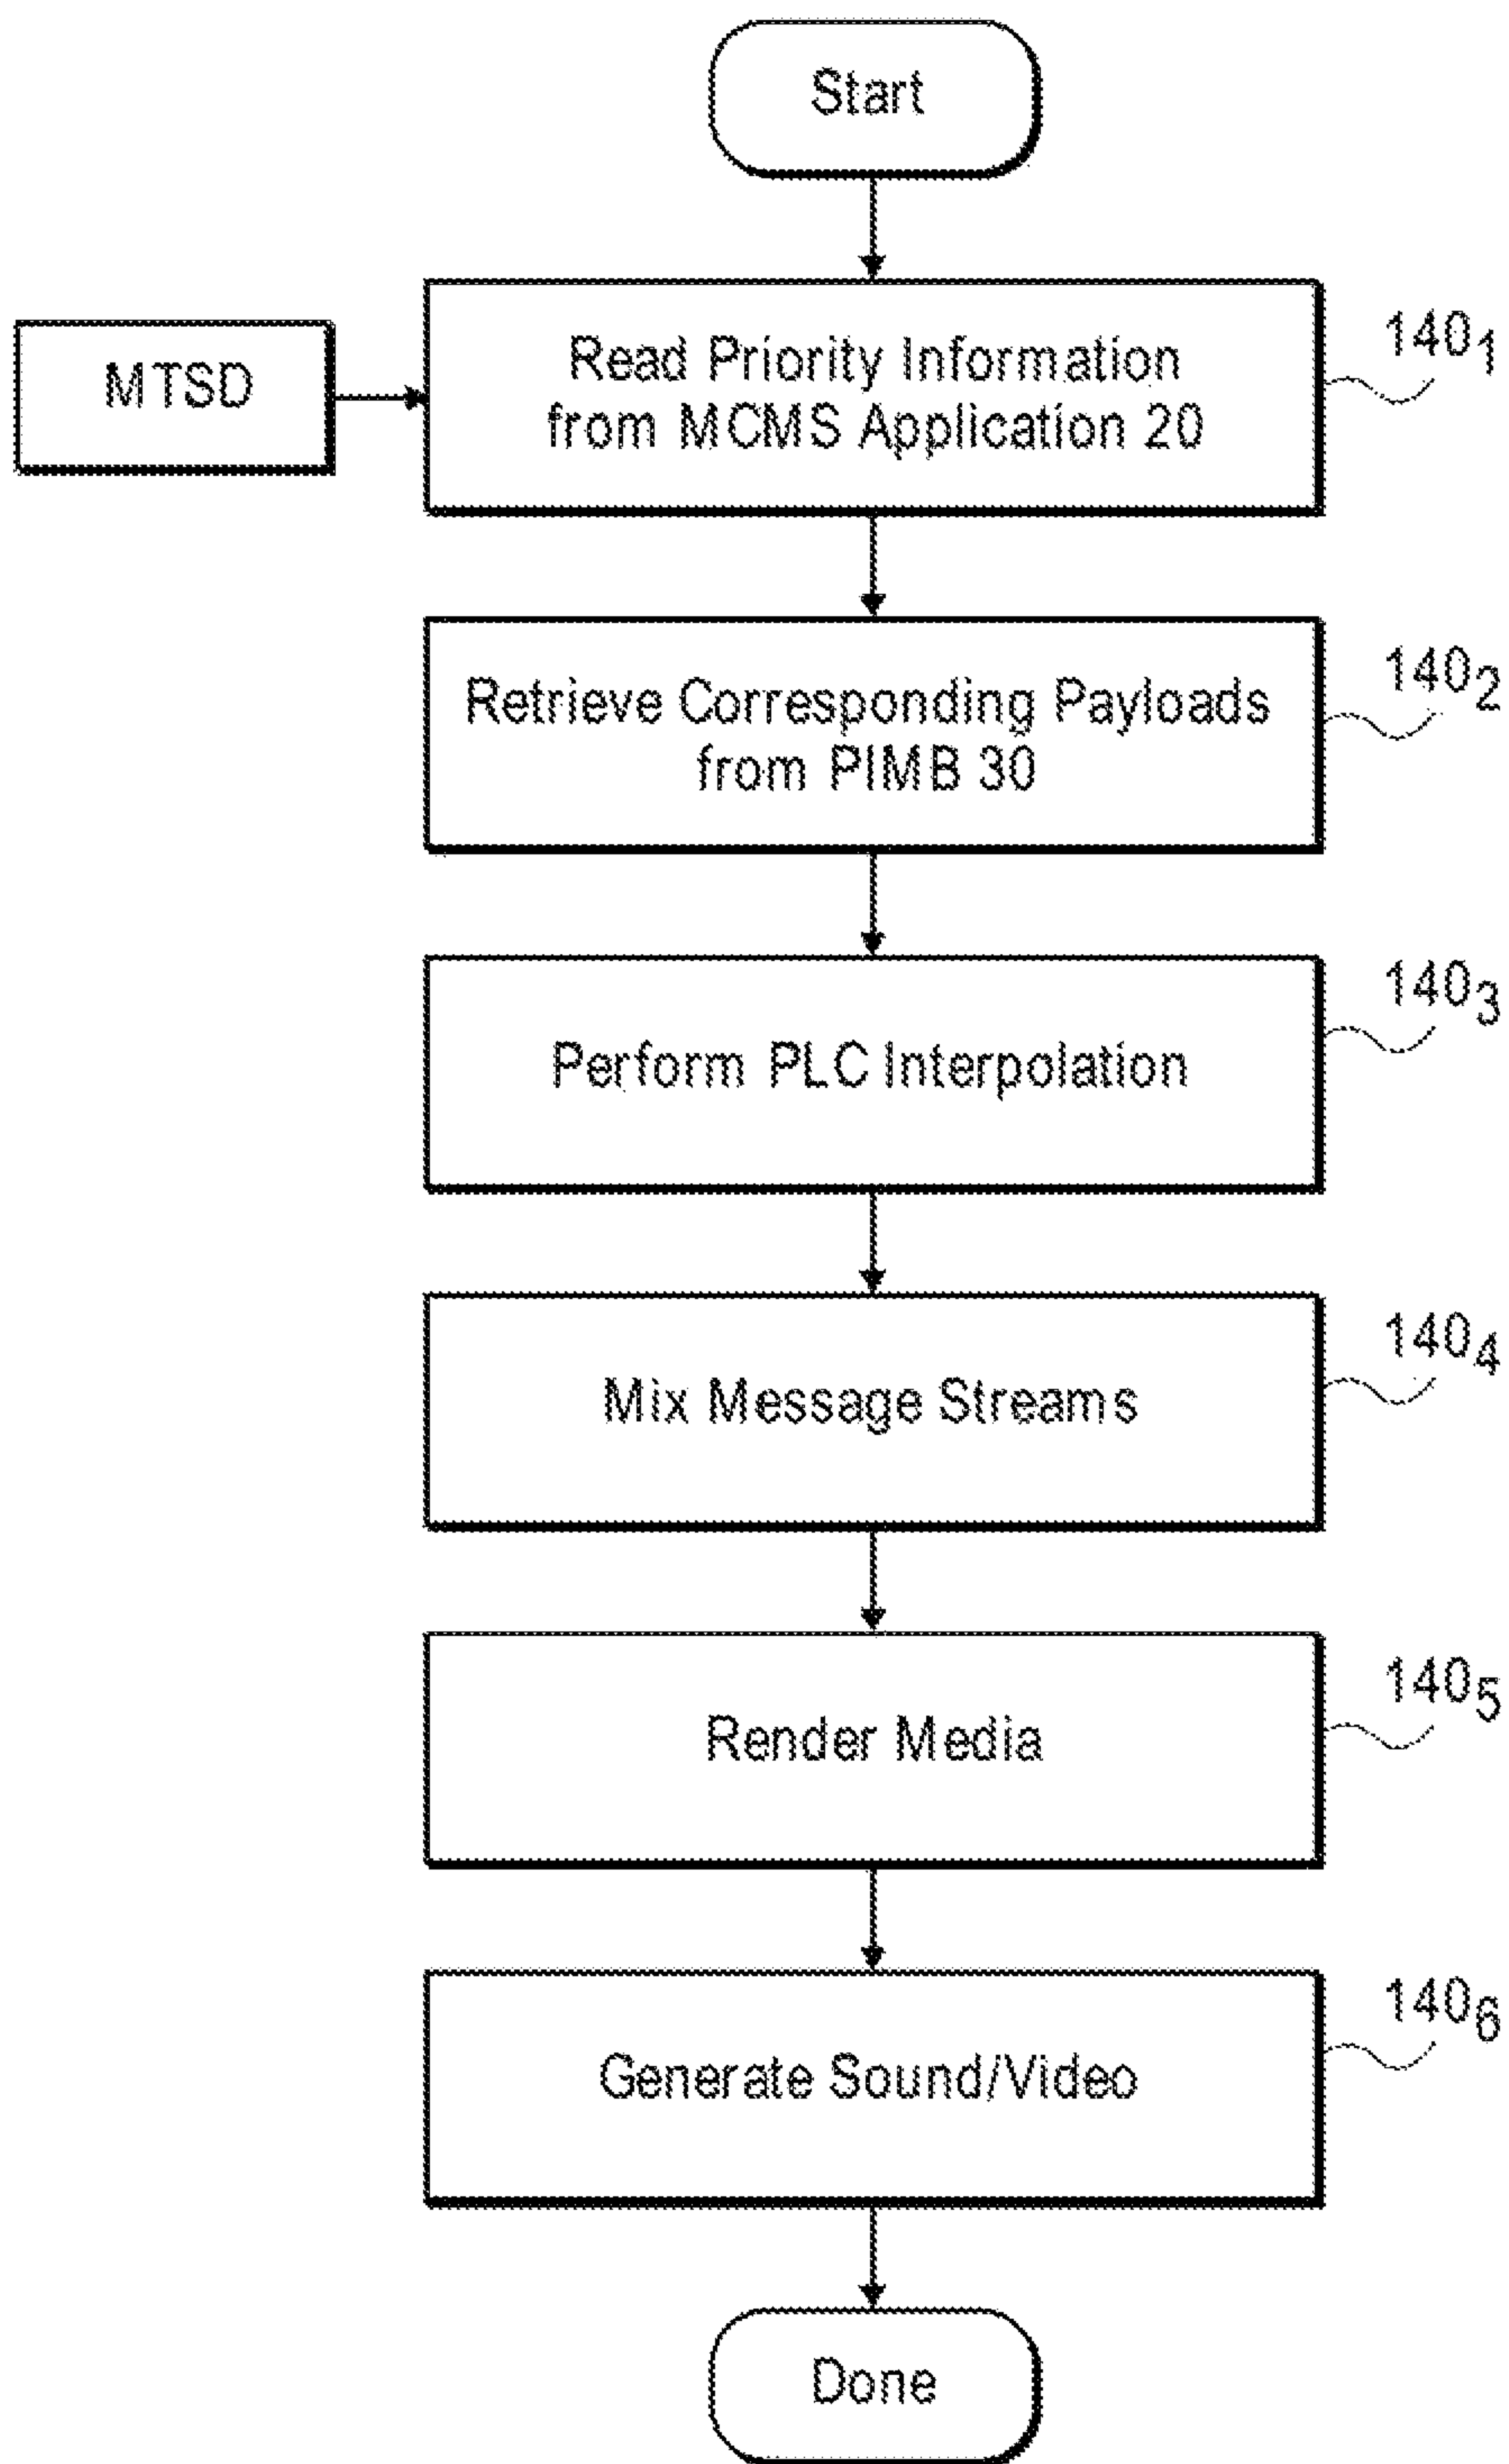 Start
MTSD
Read Priority Information
from MCMS Application 20
140₁
Retrieve Corresponding Payloads
from PIMB 30
140₂
Perform PLC Interpolation
140₃
Mix Message Streams
140₄
Render Media
140₅
Generate Sound/Video
140₆
Done